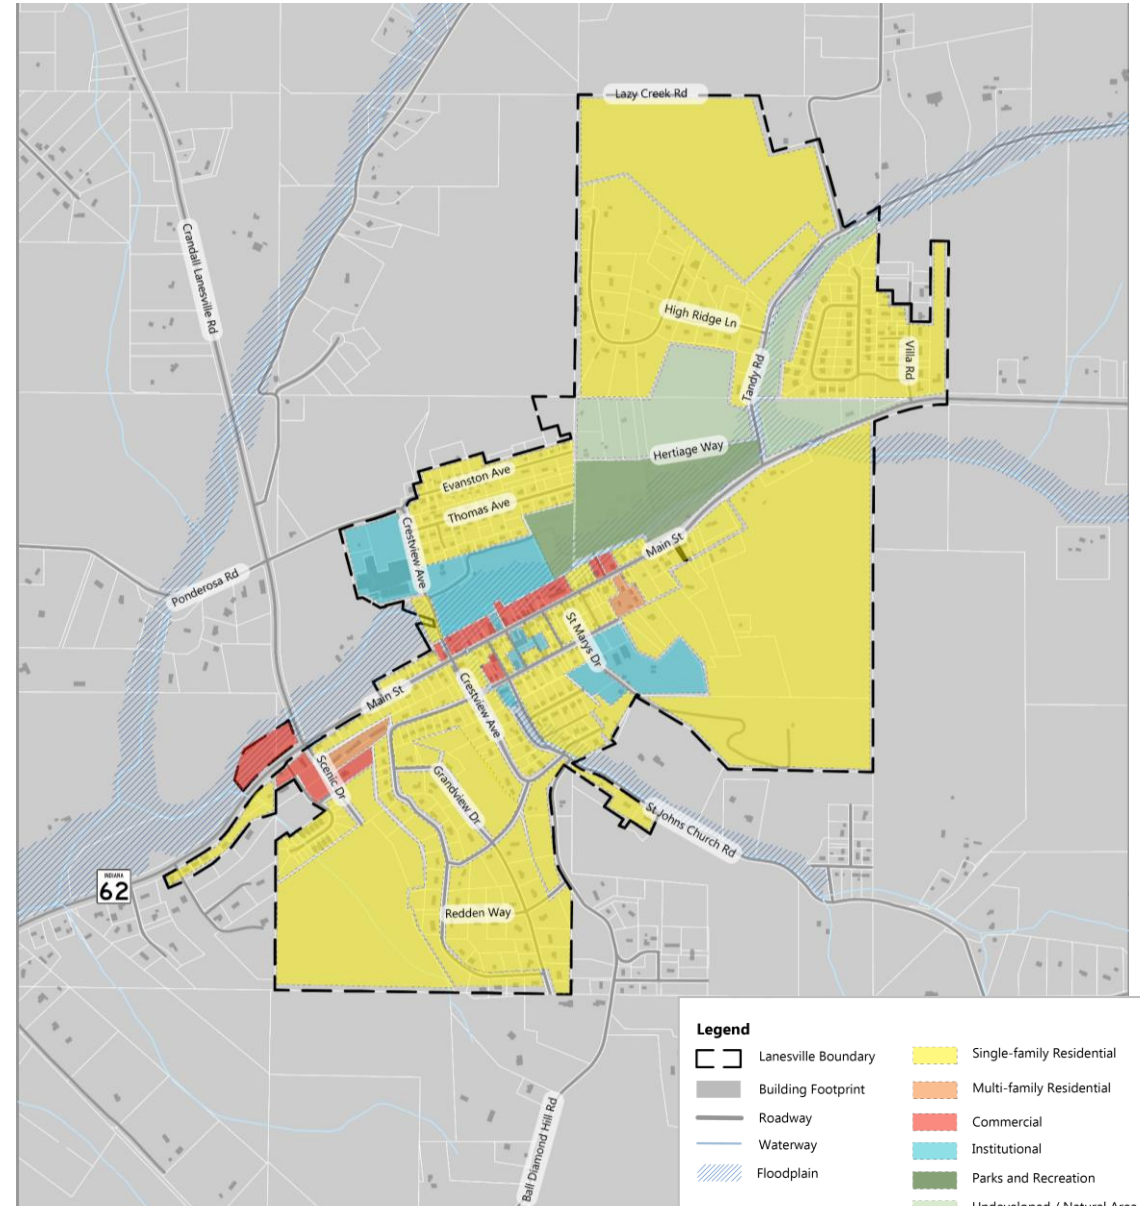 Lazy Creek Rd
Crandall Lanesville Rd
High Ridge Ln
Tandy Rd
Villa Rd
Hertiage Way
Evanston Ave
Thomas Ave
Crestview Ave
Main St
Ponderosa Rd
St Marys Dr
Main St
Crestview Ave
Scenic Dr
Grandview Dr
St Johns Church Rd
INDIANA
62
Redden Way
Ball Diamond Hill Rd
Legend
Lanesville Boundary
Building Footprint
Roadway
Waterway
Floodplain
Single-family Residential
Multi-family Residential
Commercial
Institutional
Parks and Recreation
Undeveloped / Natural Area